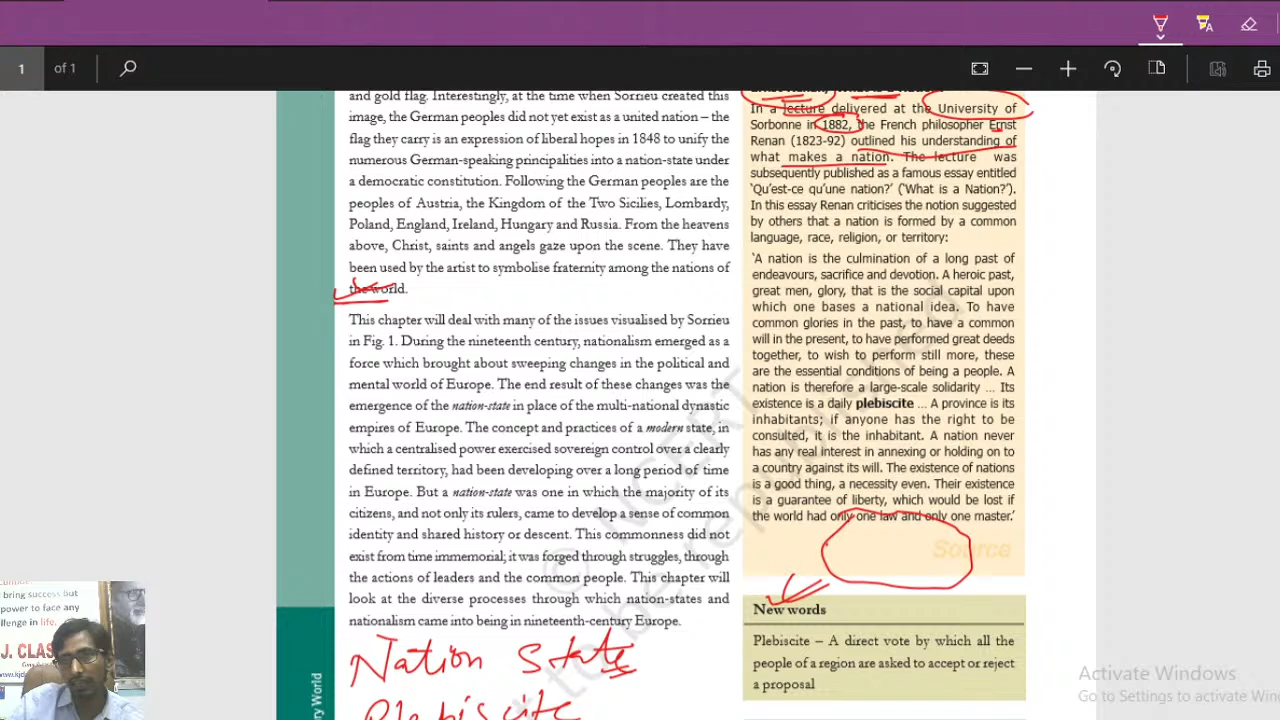 1
of 1
and gold flag. Interestingly, at the time when Sorrieu created this
image, the German peoples did not yet exist as a united nation – the
flag they carry is an expression of liberal hopes in 1848 to unify the
numerous German-speaking principalities into a nation-state under
a democratic constitution. Following the German peoples are the
peoples of Austria, the Kingdom of the Two Sicilies, Lombardy,
Poland, England, Ireland, Hungary and Russia. From the heavens
above, Christ, saints and angels gaze upon the scene. They have
been used by the artist to symbolise fraternity among the nations of
the world.
This chapter will deal with many of the issues visualised by Sorrieu
in Fig. 1. During the nineteenth century, nationalism emerged as a
force which brought about sweeping changes in the political and
mental world of Europe. The end result of these changes was the
emergence of the nation-state in place of the multi-national dynastic
empires of Europe. The concept and practices of a modern state, in
which a centralised power exercised sovereign control over a clearly
defined territory, had been developing over a long period of time
in Europe. But a nation-state was one in which the majority of its
citizens, and not only its rulers, came to develop a sense of common
identity and shared history or descent. This commonness did not
exist from time immemorial; it was forged through struggles, through
the actions of leaders and the common people. This chapter will
look at the diverse processes through which nation-states and
nationalism came into being in nineteenth-century Europe.
Nation State
Plebiscite
In a lecture delivered at the University of
Sorbonne in 1882, the French philosopher Ernst
Renan (1823-92) outlined his understanding of
what makes a nation. The lecture was
subsequently published as a famous essay entitled
‘Qu’est-ce qu’une nation?’ (‘What is a Nation?’).
In this essay Renan criticises the notion suggested
by others that a nation is formed by a common
language, race, religion, or territory:
‘A nation is the culmination of a long past of
endeavours, sacrifice and devotion. A heroic past,
great men, glory, that is the social capital upon
which one bases a national idea. To have
common glories in the past, to have a common
will in the present, to have performed great deeds
together, to wish to perform still more, these
are the essential conditions of being a people. A
nation is therefore a large-scale solidarity … Its
existence is a daily plebiscite … A province is its
inhabitants; if anyone has the right to be
consulted, it is the inhabitant. A nation never
has any real interest in annexing or holding on to
a country against its will. The existence of nations
is a good thing, a necessity even. Their existence
is a guarantee of liberty, which would be lost if
the world had only one law and only one master.’
Source
New words
Plebiscite – A direct vote by which all the
people of a region are asked to accept or reject
a proposal
© NCERT
to be republished
bring success but
power to face any
allenge in life.
J. CLAS
Activate Windows
Go to Settings to activate Win